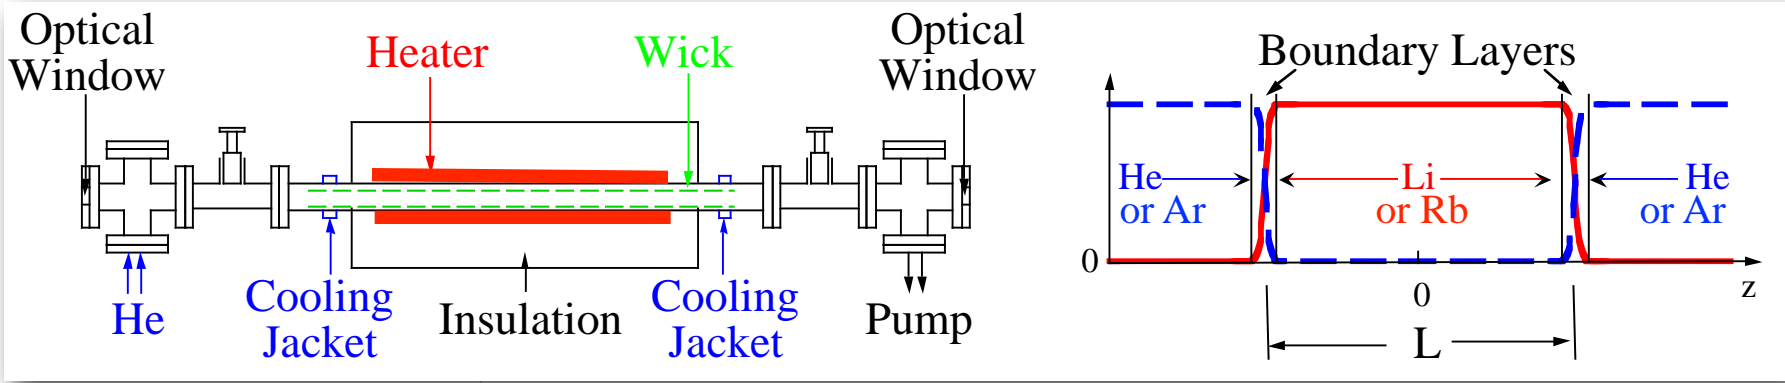 Optical
Window
Heater
Wick
Optical
Window
He
Cooling
Jacket
Insulation
Cooling
Jacket
Pump
Boundary Layers
He
or Ar
Li
or Rb
He
or Ar
0
0
z
L